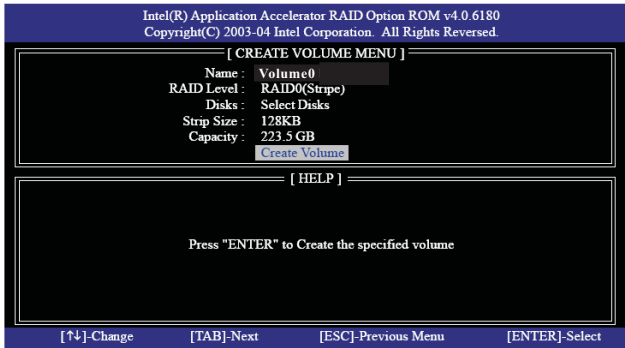 Intel(R) Application Accelerator RAID Option ROM v4.0.6180
Copyright(C) 2003-04 Intel Corporation. All Rights Reversed.
[ CREATE VOLUME MENU ]
Name : Volume0
RAID Level : RAID0(Stripe)
Disks : Select Disks
Strip Size : 128KB
Capacity : 223.5 GB
Create Volume
[ HELP ]
Press "ENTER" to Create the specified volume
[↑↓]-Change [TAB]-Next [ESC]-Previous Menu [ENTER]-Select